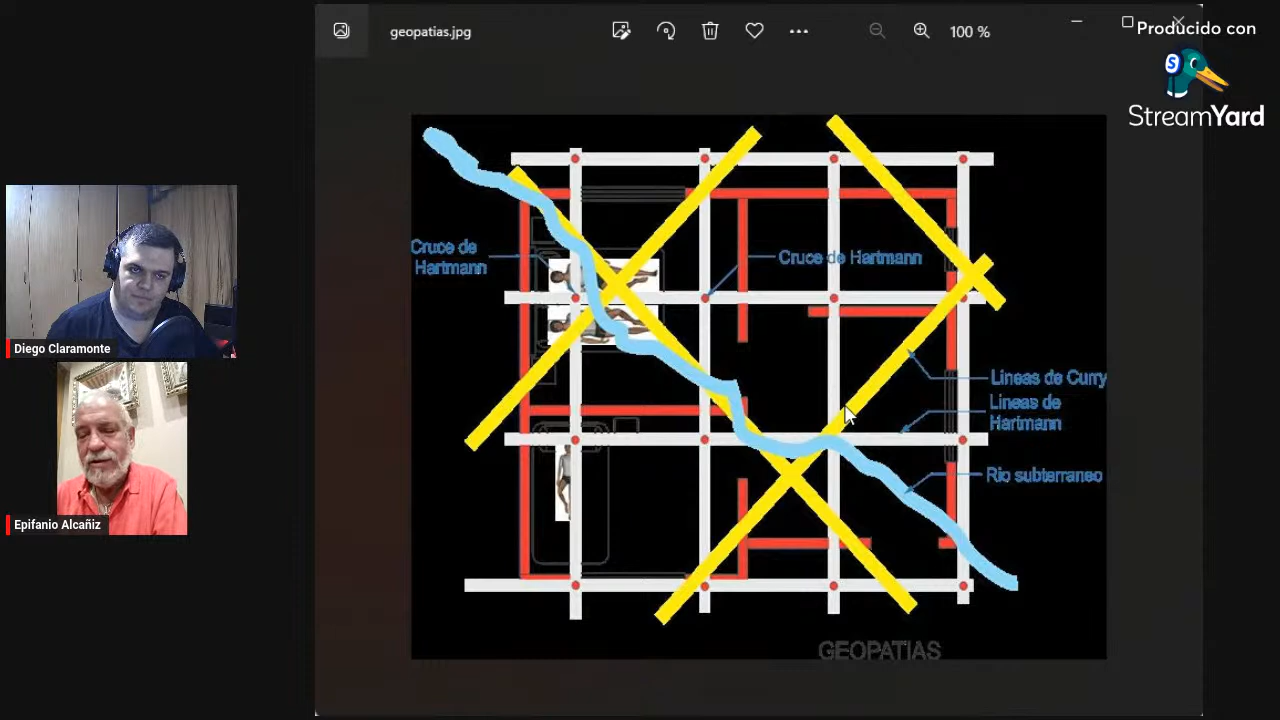 geopatias.jpg
100 %
Producido con
StreamYard
S
Cruce de
Hartmann
Cruce de Hartmann
Diego Claramonte
Lineas de Curry
Lineas de
Hartmann
Rio subterraneo
Epifanio Alcañiz
GEOPATIAS